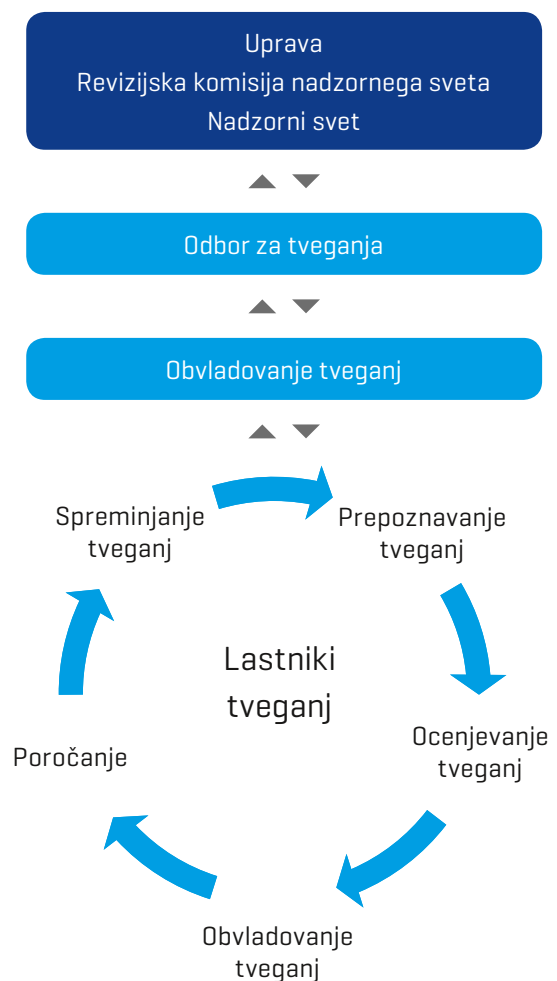 Uprava
Revizijska komisija nadzornega sveta
Nadzorni svet
Odbor za tveganja
Obvladovanje tveganj
Spreminjanje
tveganj
Prepoznavanje
tveganj
Lastniki
tveganj
Ocenjevanje
tveganj
Poročanje
Obvladovanje
tveganj